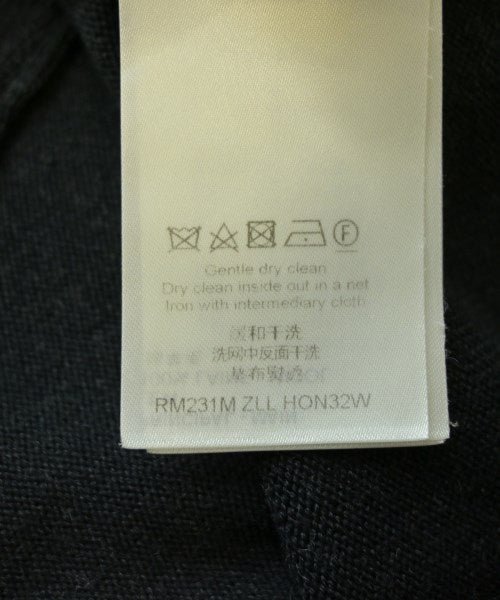 F
Gentle dry clean
Dry clean inside out in a net
Iron with intermediary cloth
缓和干洗
洗网中反面干洗
垫布熨烫
RM231M ZLL HON32W